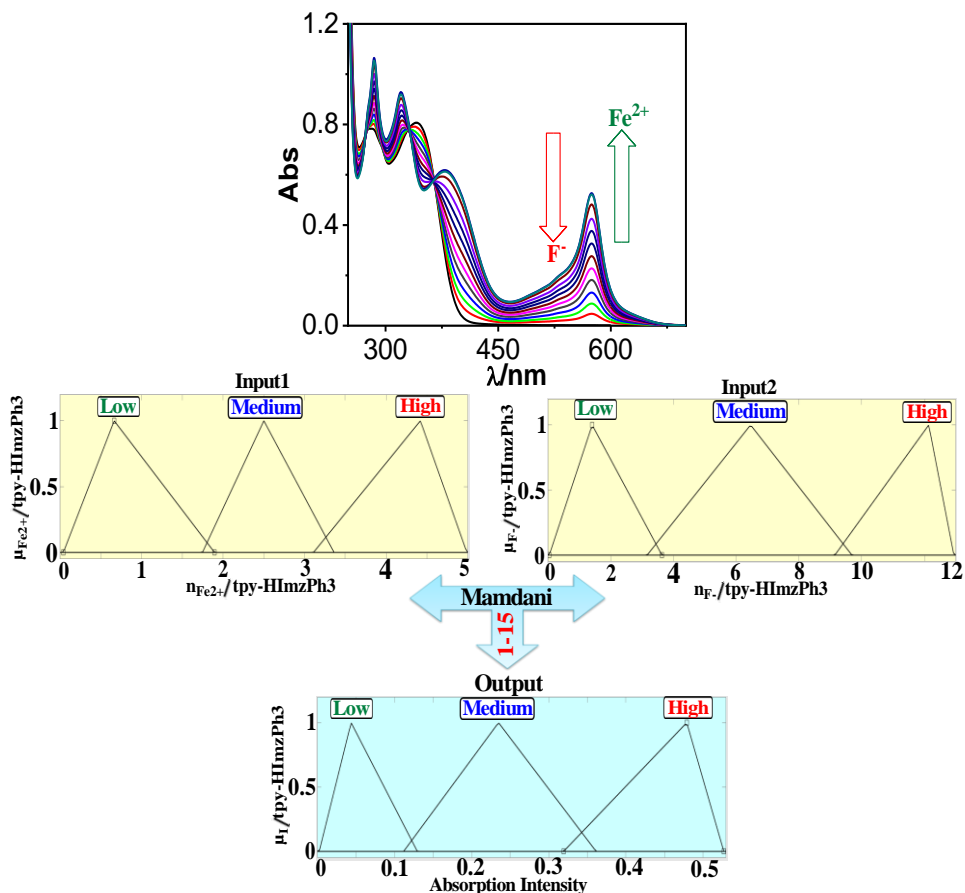 1.2
0.8
0.4
0.0
Abs
Fe²⁺
F⁻
300 450 600
λ/nm
Input1
Low Medium High
1
0.5
0
μFe2+/tpy-HImzPh3
0 1 2 3 4 5
nFe2+/tpy-HImzPh3
Input2
Low Medium High
1
0.5
0
μF-/tpy-HImzPh3
0 2 4 6 8 10 12
nF-/tpy-HImzPh3
Mamdani
1-15
Output
Low Medium High
1
0.5
0
μI/tpy-HImzPh3
0 0.1 0.2 0.3 0.4 0.5
Absorption Intensity